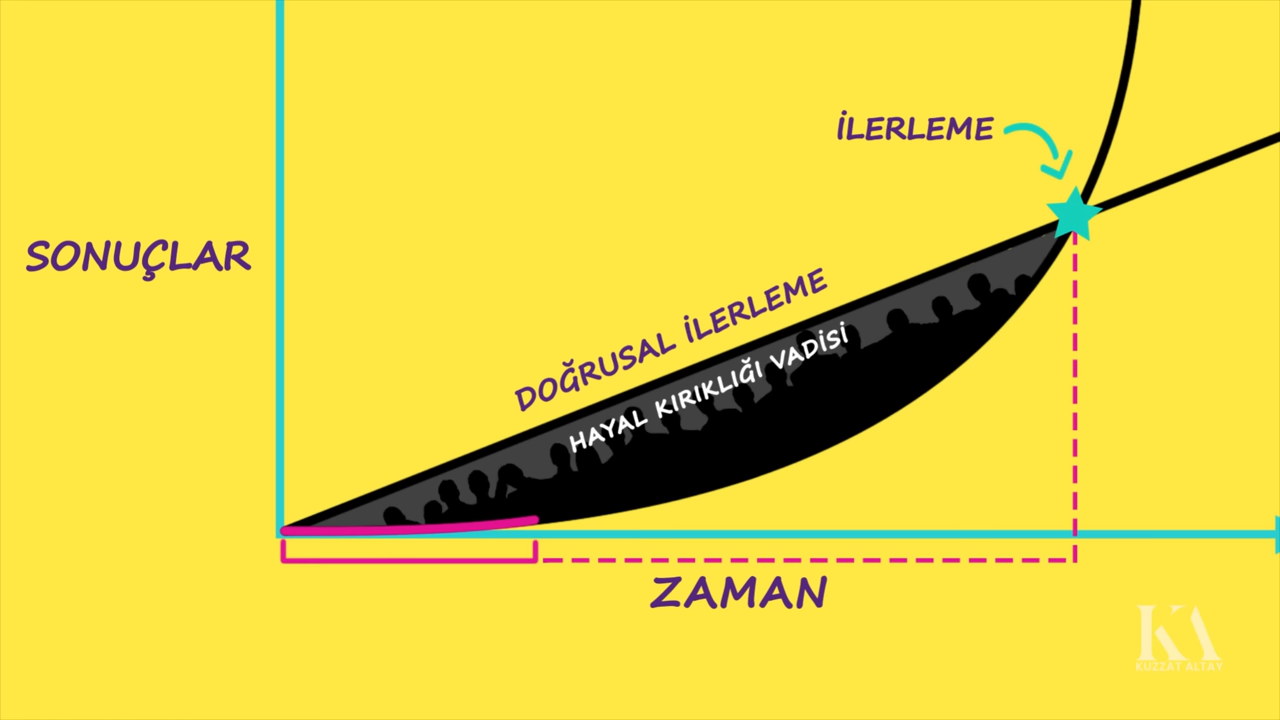 İLERLEME
SONUÇLAR
DOĞRUSAL İLERLEME
HAYAL KIRIKLIĞI VADİSİ
ZAMAN
KA
KUZZAT ALTAY